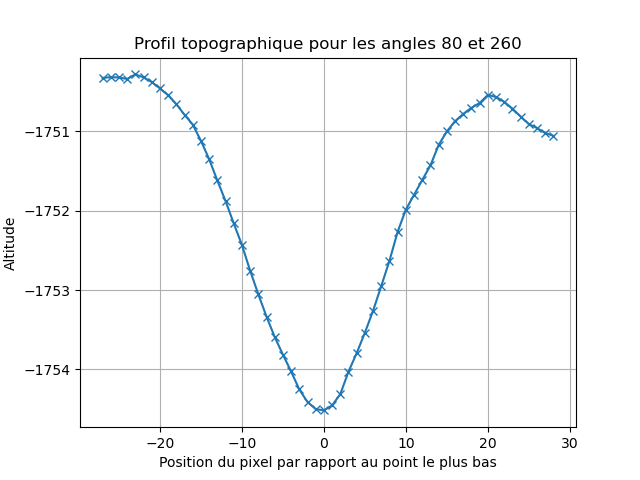 Profil topographique pour les angles 80 et 260
−1751
−1752
−1753
−1754
Altitude
−20 −10 0 10 20 30
Position du pixel par rapport au point le plus bas